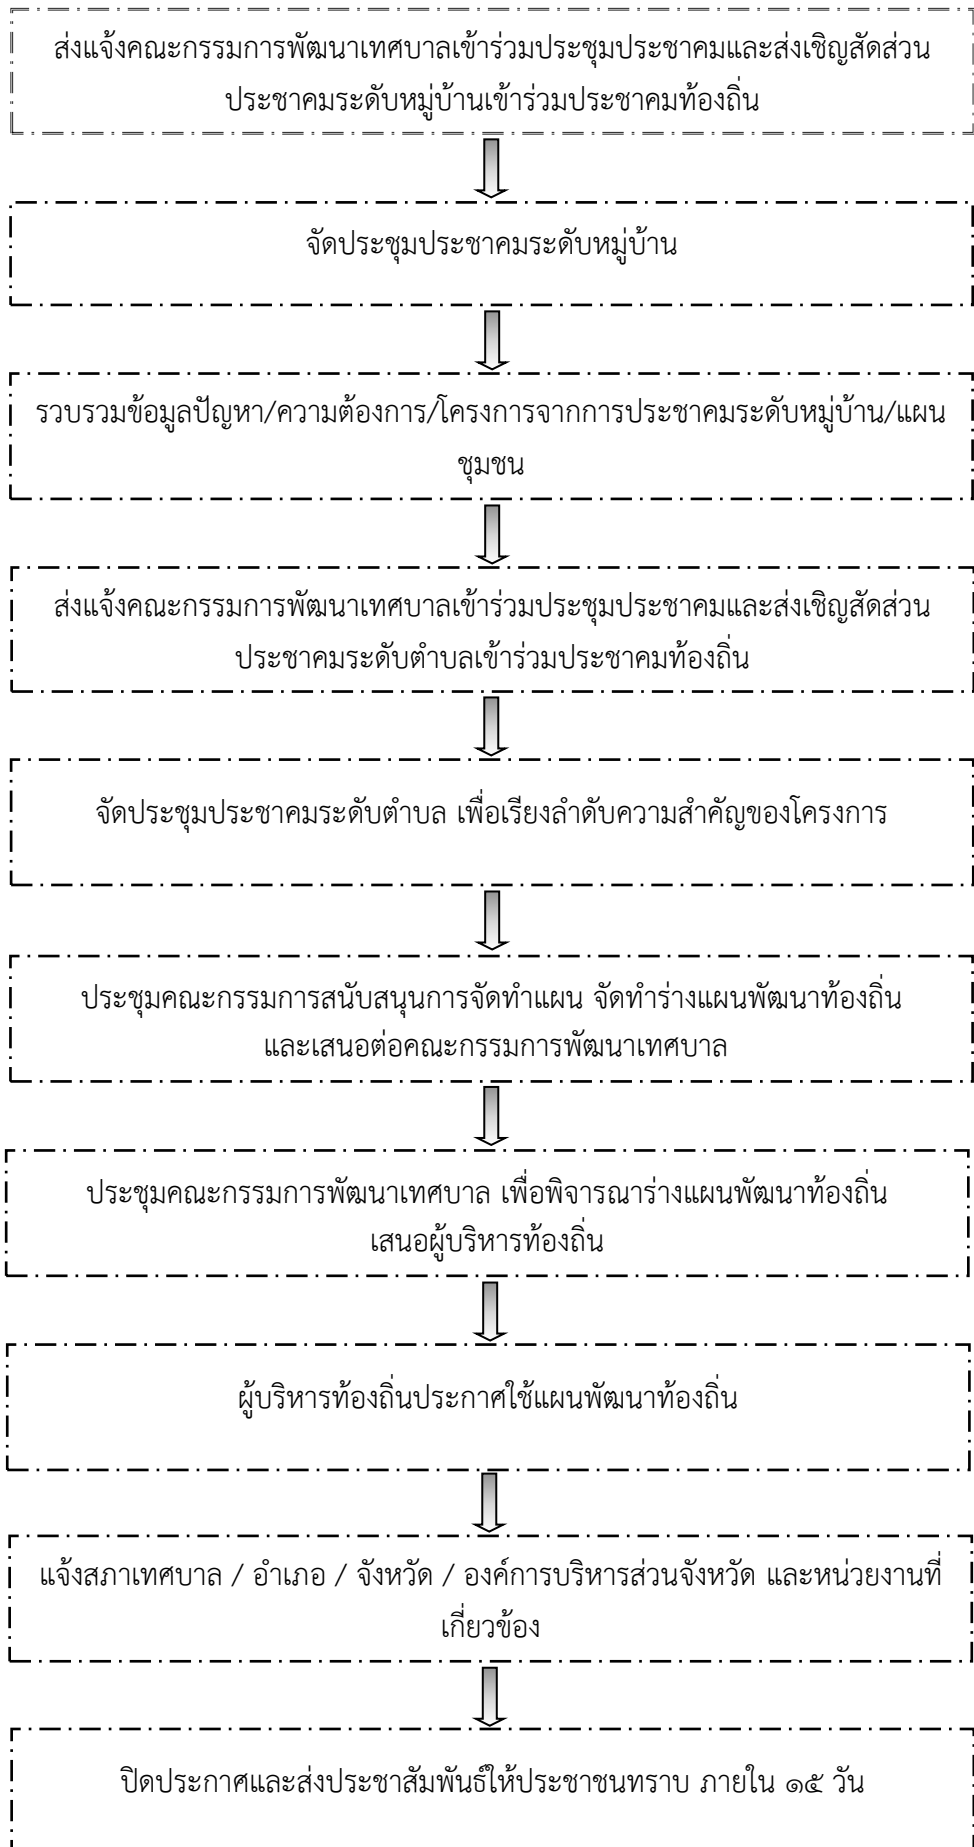 ส่งแจ้งคณะกรรมการพัฒนาเทศบาลเข้าร่วมประชุมประชาคมและส่งเชิญสัดส่วน
ประชาคมระดับหมู่บ้านเข้าร่วมประชาคมท้องถิ่น
จัดประชุมประชาคมระดับหมู่บ้าน
รวบรวมข้อมูลปัญหา/ความต้องการ/โครงการจากการประชาคมระดับหมู่บ้าน/แผน
ชุมชน
ส่งแจ้งคณะกรรมการพัฒนาเทศบาลเข้าร่วมประชุมประชาคมและส่งเชิญสัดส่วน
ประชาคมระดับตำบลเข้าร่วมประชาคมท้องถิ่น
จัดประชุมประชาคมระดับตำบล เพื่อเรียงลำดับความสำคัญของโครงการ
ประชุมคณะกรรมการสนับสนุนการจัดทำแผน จัดทำร่างแผนพัฒนาท้องถิ่น
และเสนอต่อคณะกรรมการพัฒนาเทศบาล
ประชุมคณะกรรมการพัฒนาเทศบาล เพื่อพิจารณาร่างแผนพัฒนาท้องถิ่น
เสนอผู้บริหารท้องถิ่น
ผู้บริหารท้องถิ่นประกาศใช้แผนพัฒนาท้องถิ่น
แจ้งสภาเทศบาล / อำเภอ / จังหวัด / องค์การบริหารส่วนจังหวัด และหน่วยงานที่
เกี่ยวข้อง
ปิดประกาศและส่งประชาสัมพันธ์ให้ประชาชนทราบ ภายใน ๑๕ วัน